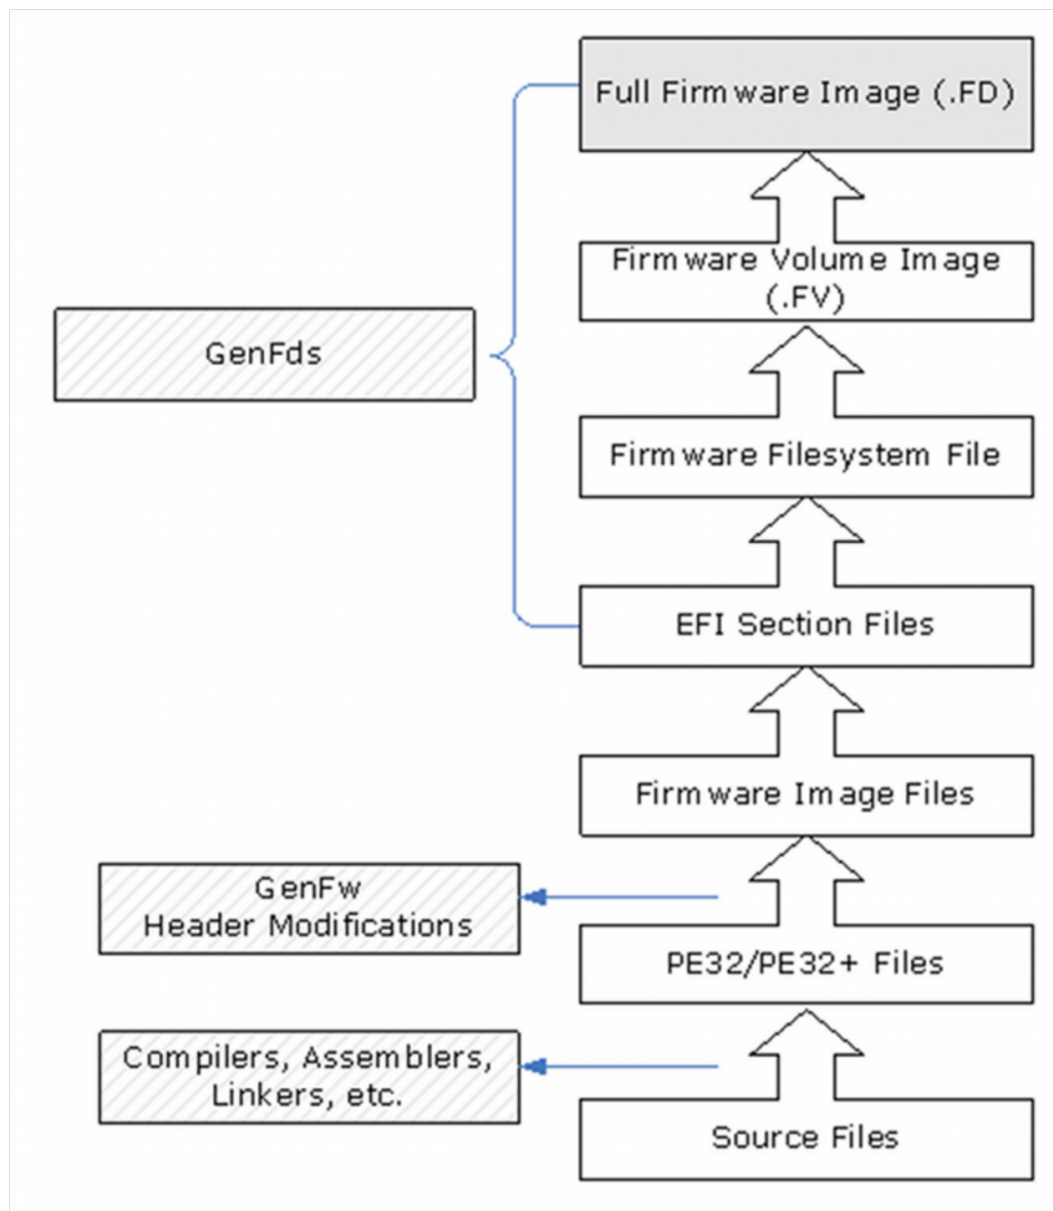 Full Firmware Image (.FD)
Firmware Volume Image
(.FV)
GenFds
Firmware Filesystem File
EFI Section Files
Firmware Image Files
GenFw
Header Modifications
PE32/PE32+ Files
Compilers, Assemblers,
Linkers, etc.
Source Files